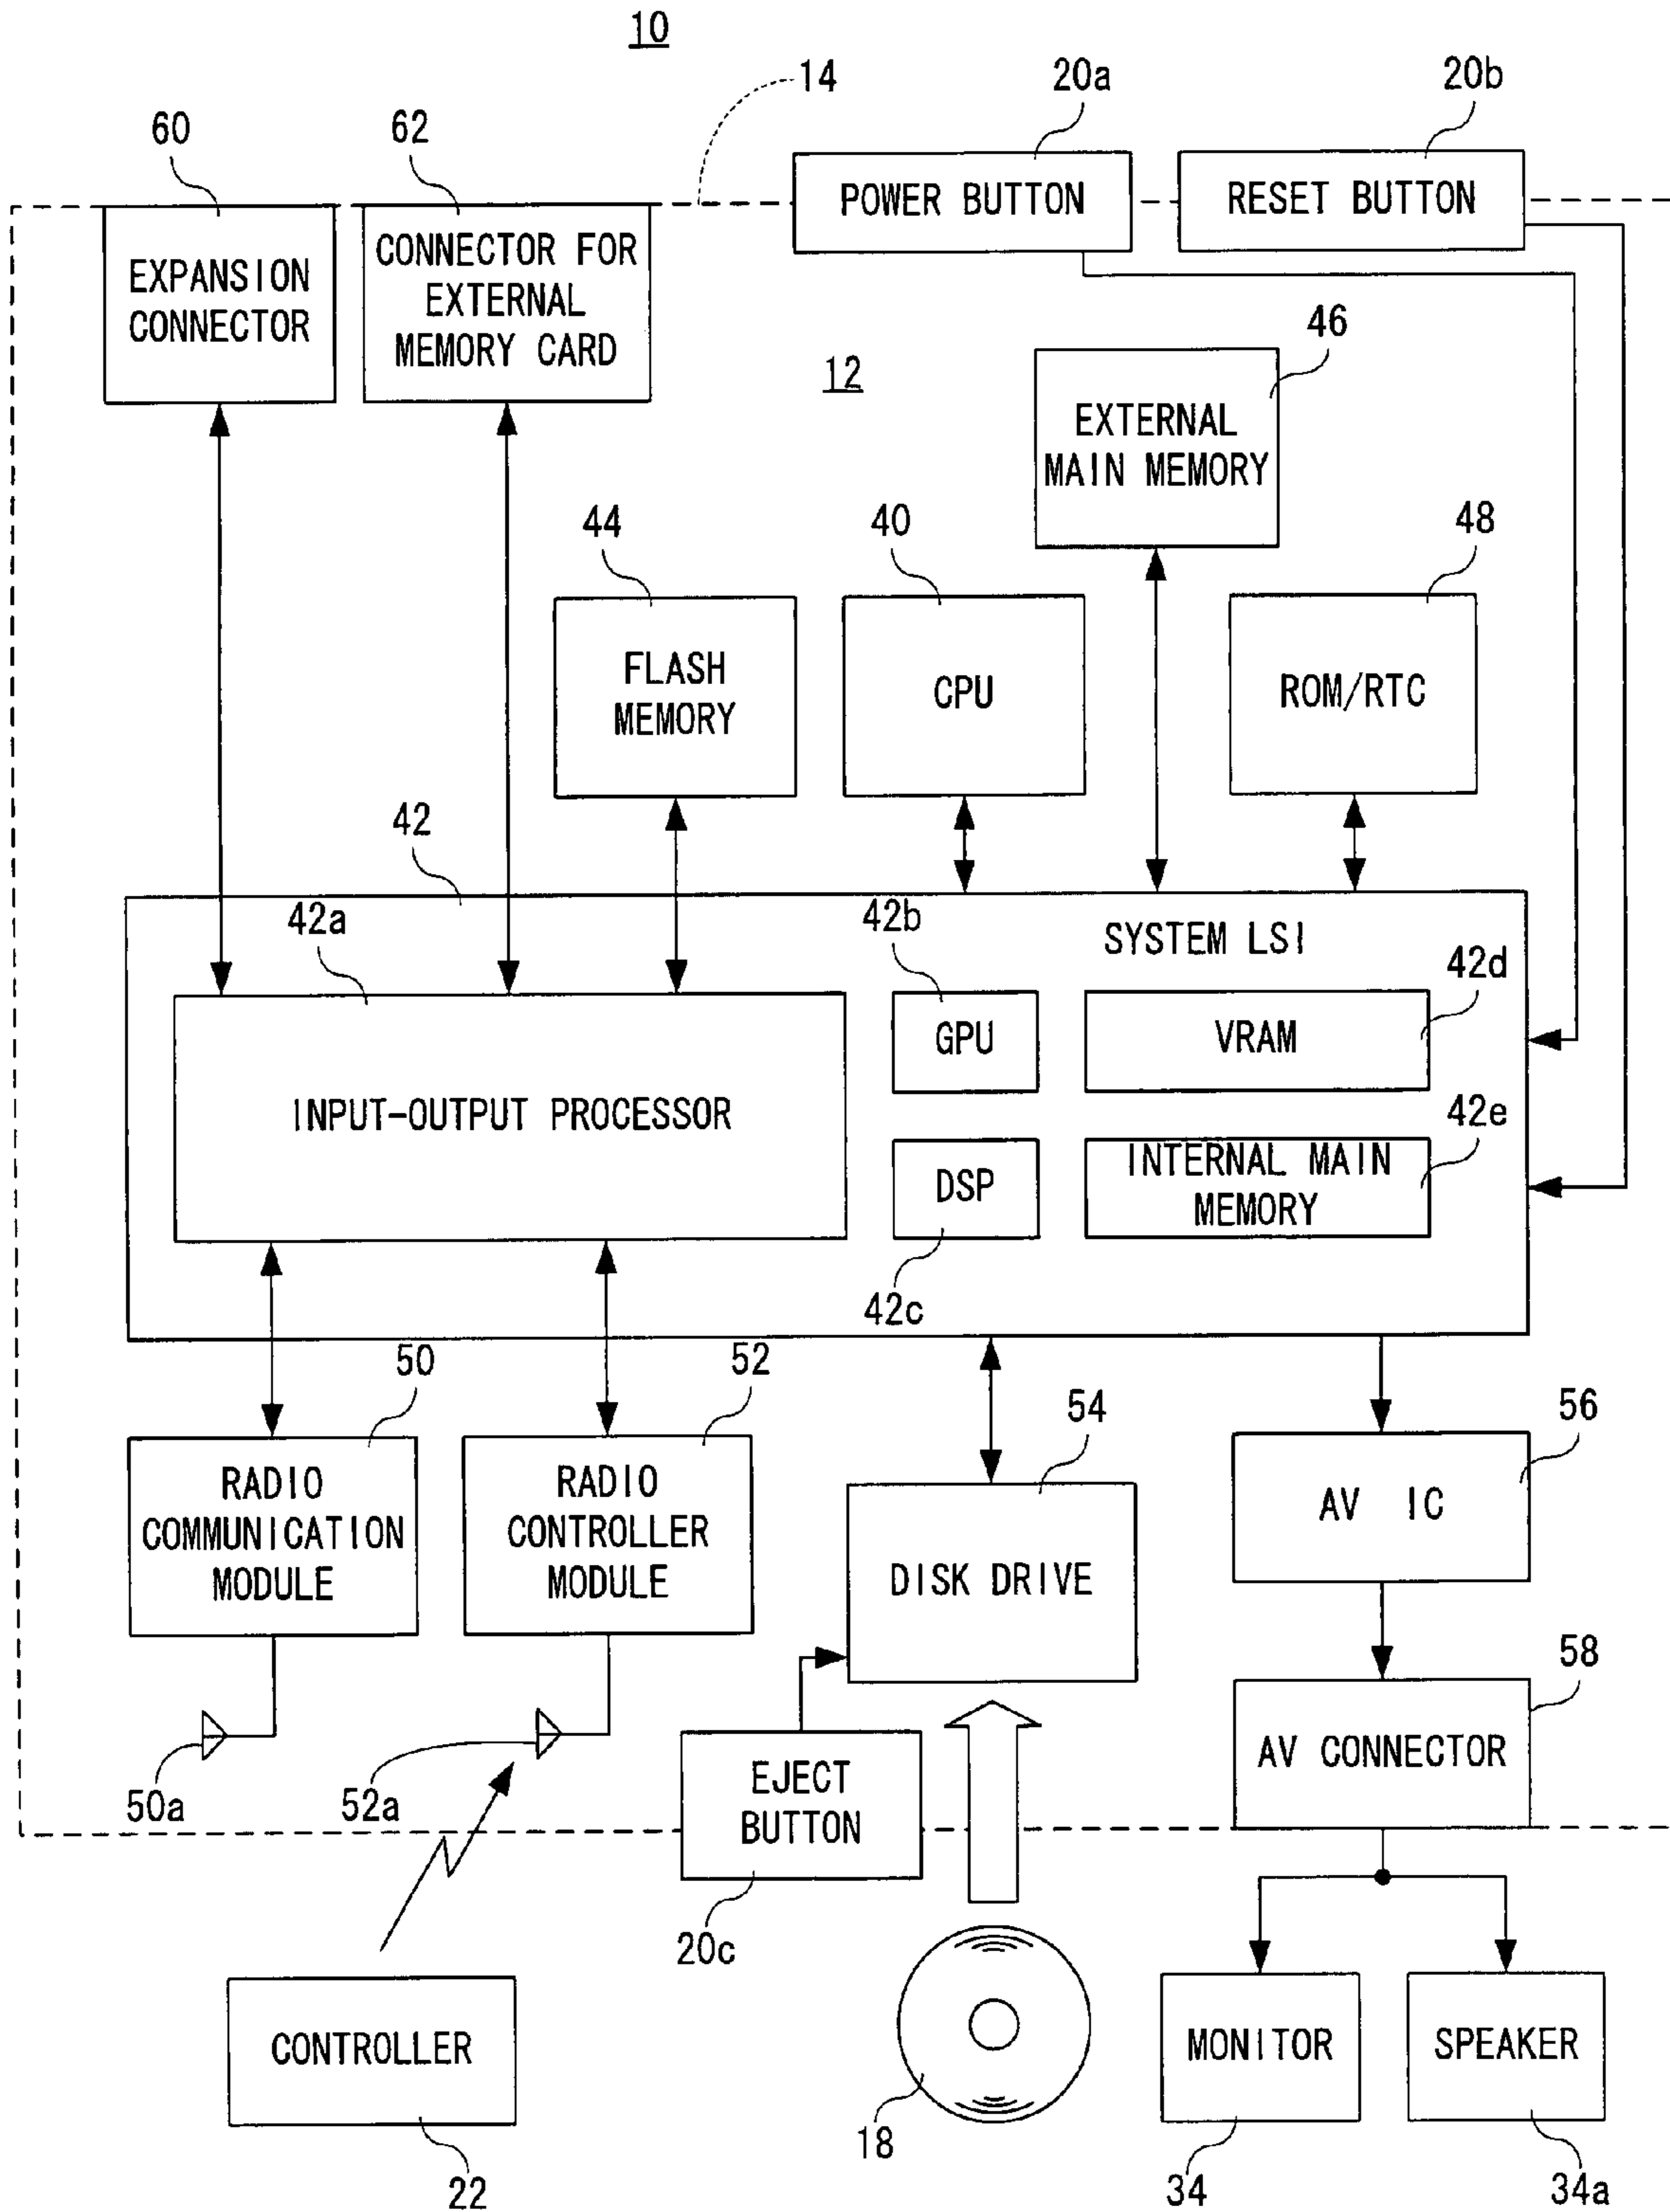 10
14
20a
20b
60
62
POWER BUTTON
RESET BUTTON
EXPANSION
CONNECTOR
CONNECTOR FOR
EXTERNAL
MEMORY CARD
12
46
EXTERNAL
MAIN MEMORY
44
40
48
FLASH
MEMORY
CPU
ROM/RTC
42
42a
42b
SYSTEM LSI
42d
GPU
VRAM
INPUT-OUTPUT PROCESSOR
42e
DSP
INTERNAL MAIN
MEMORY
42c
50
52
54
56
RADIO
COMMUNICATION
MODULE
RADIO
CONTROLLER
MODULE
DISK DRIVE
AV IC
58
50a
52a
EJECT
BUTTON
AV CONNECTOR
20c
CONTROLLER
MONITOR
SPEAKER
18
22
34
34a